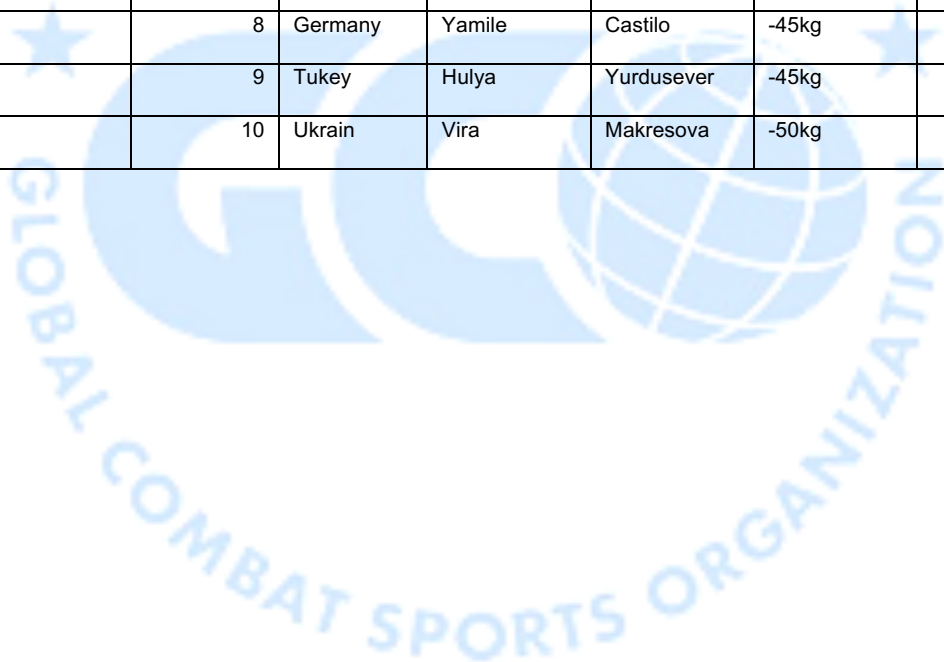 8 Germany Yamile Castilo -45kg
9 Tukey Hulya Yurdusever -45kg
10 Ukrain Vira Makresova -50kg
GCO
GLOBAL COMBAT SPORTS ORGANIZATION